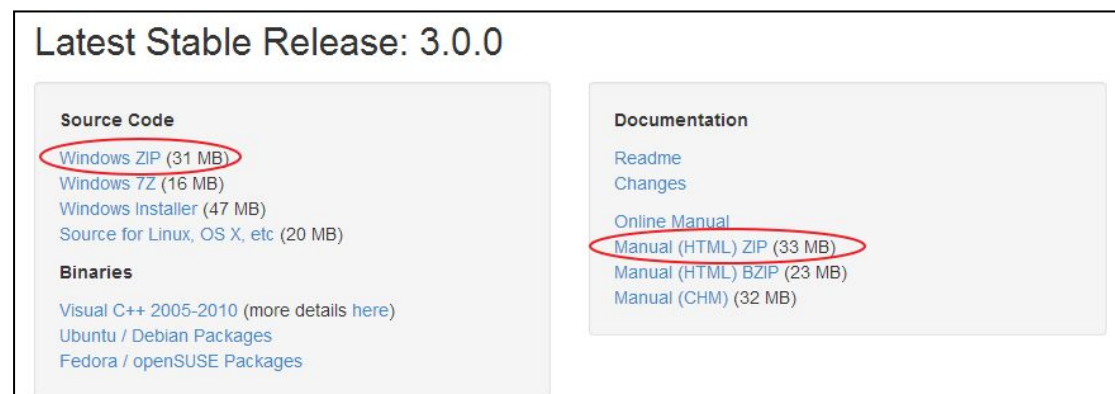 Latest Stable Release: 3.0.0
Source Code
Windows ZIP (31 MB)
Windows 7Z (16 MB)
Windows Installer (47 MB)
Source for Linux, OS X, etc (20 MB)
Binaries
Visual C++ 2005-2010 (more details here)
Ubuntu / Debian Packages
Fedora / openSUSE Packages
Documentation
Readme
Changes
Online Manual
Manual (HTML) ZIP (33 MB)
Manual (HTML) BZIP (23 MB)
Manual (CHM) (32 MB)